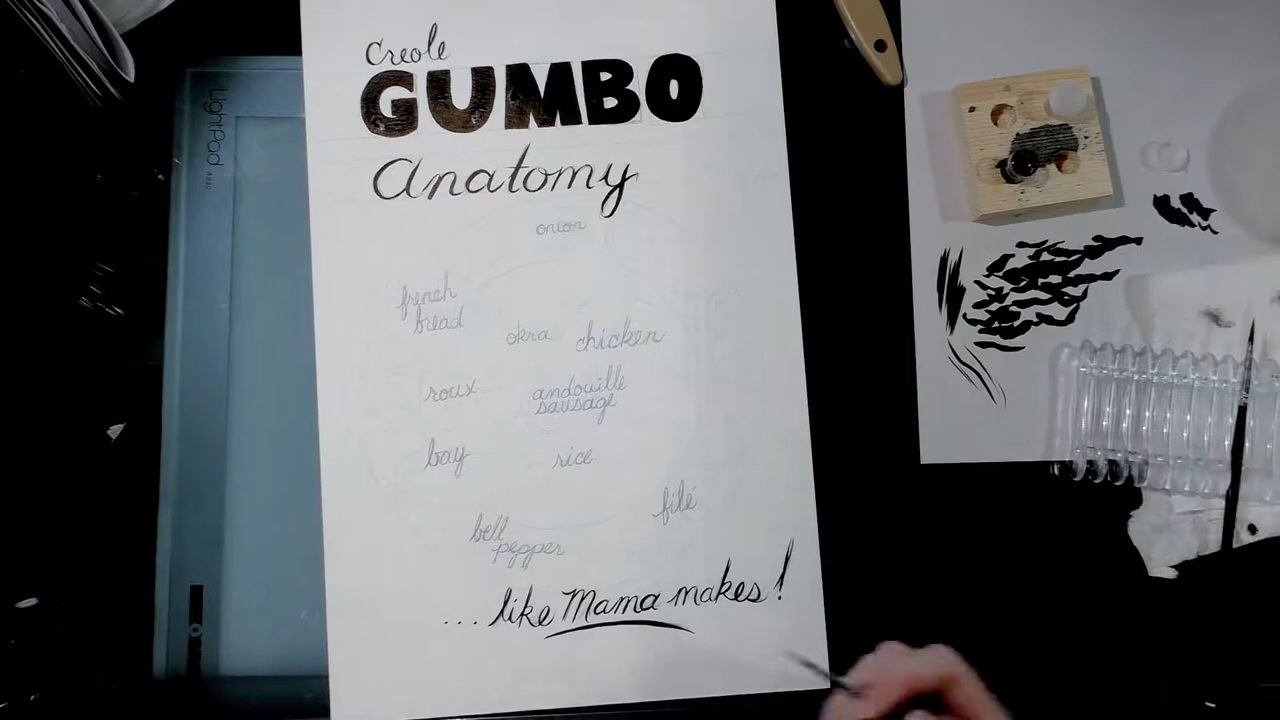 Creole
GUMBO
Anatomy
onion
french
bread
okra
chicken
roux
andouille
sausage
bay
rice
filé
bell
pepper
... like Mama makes!
LightPad